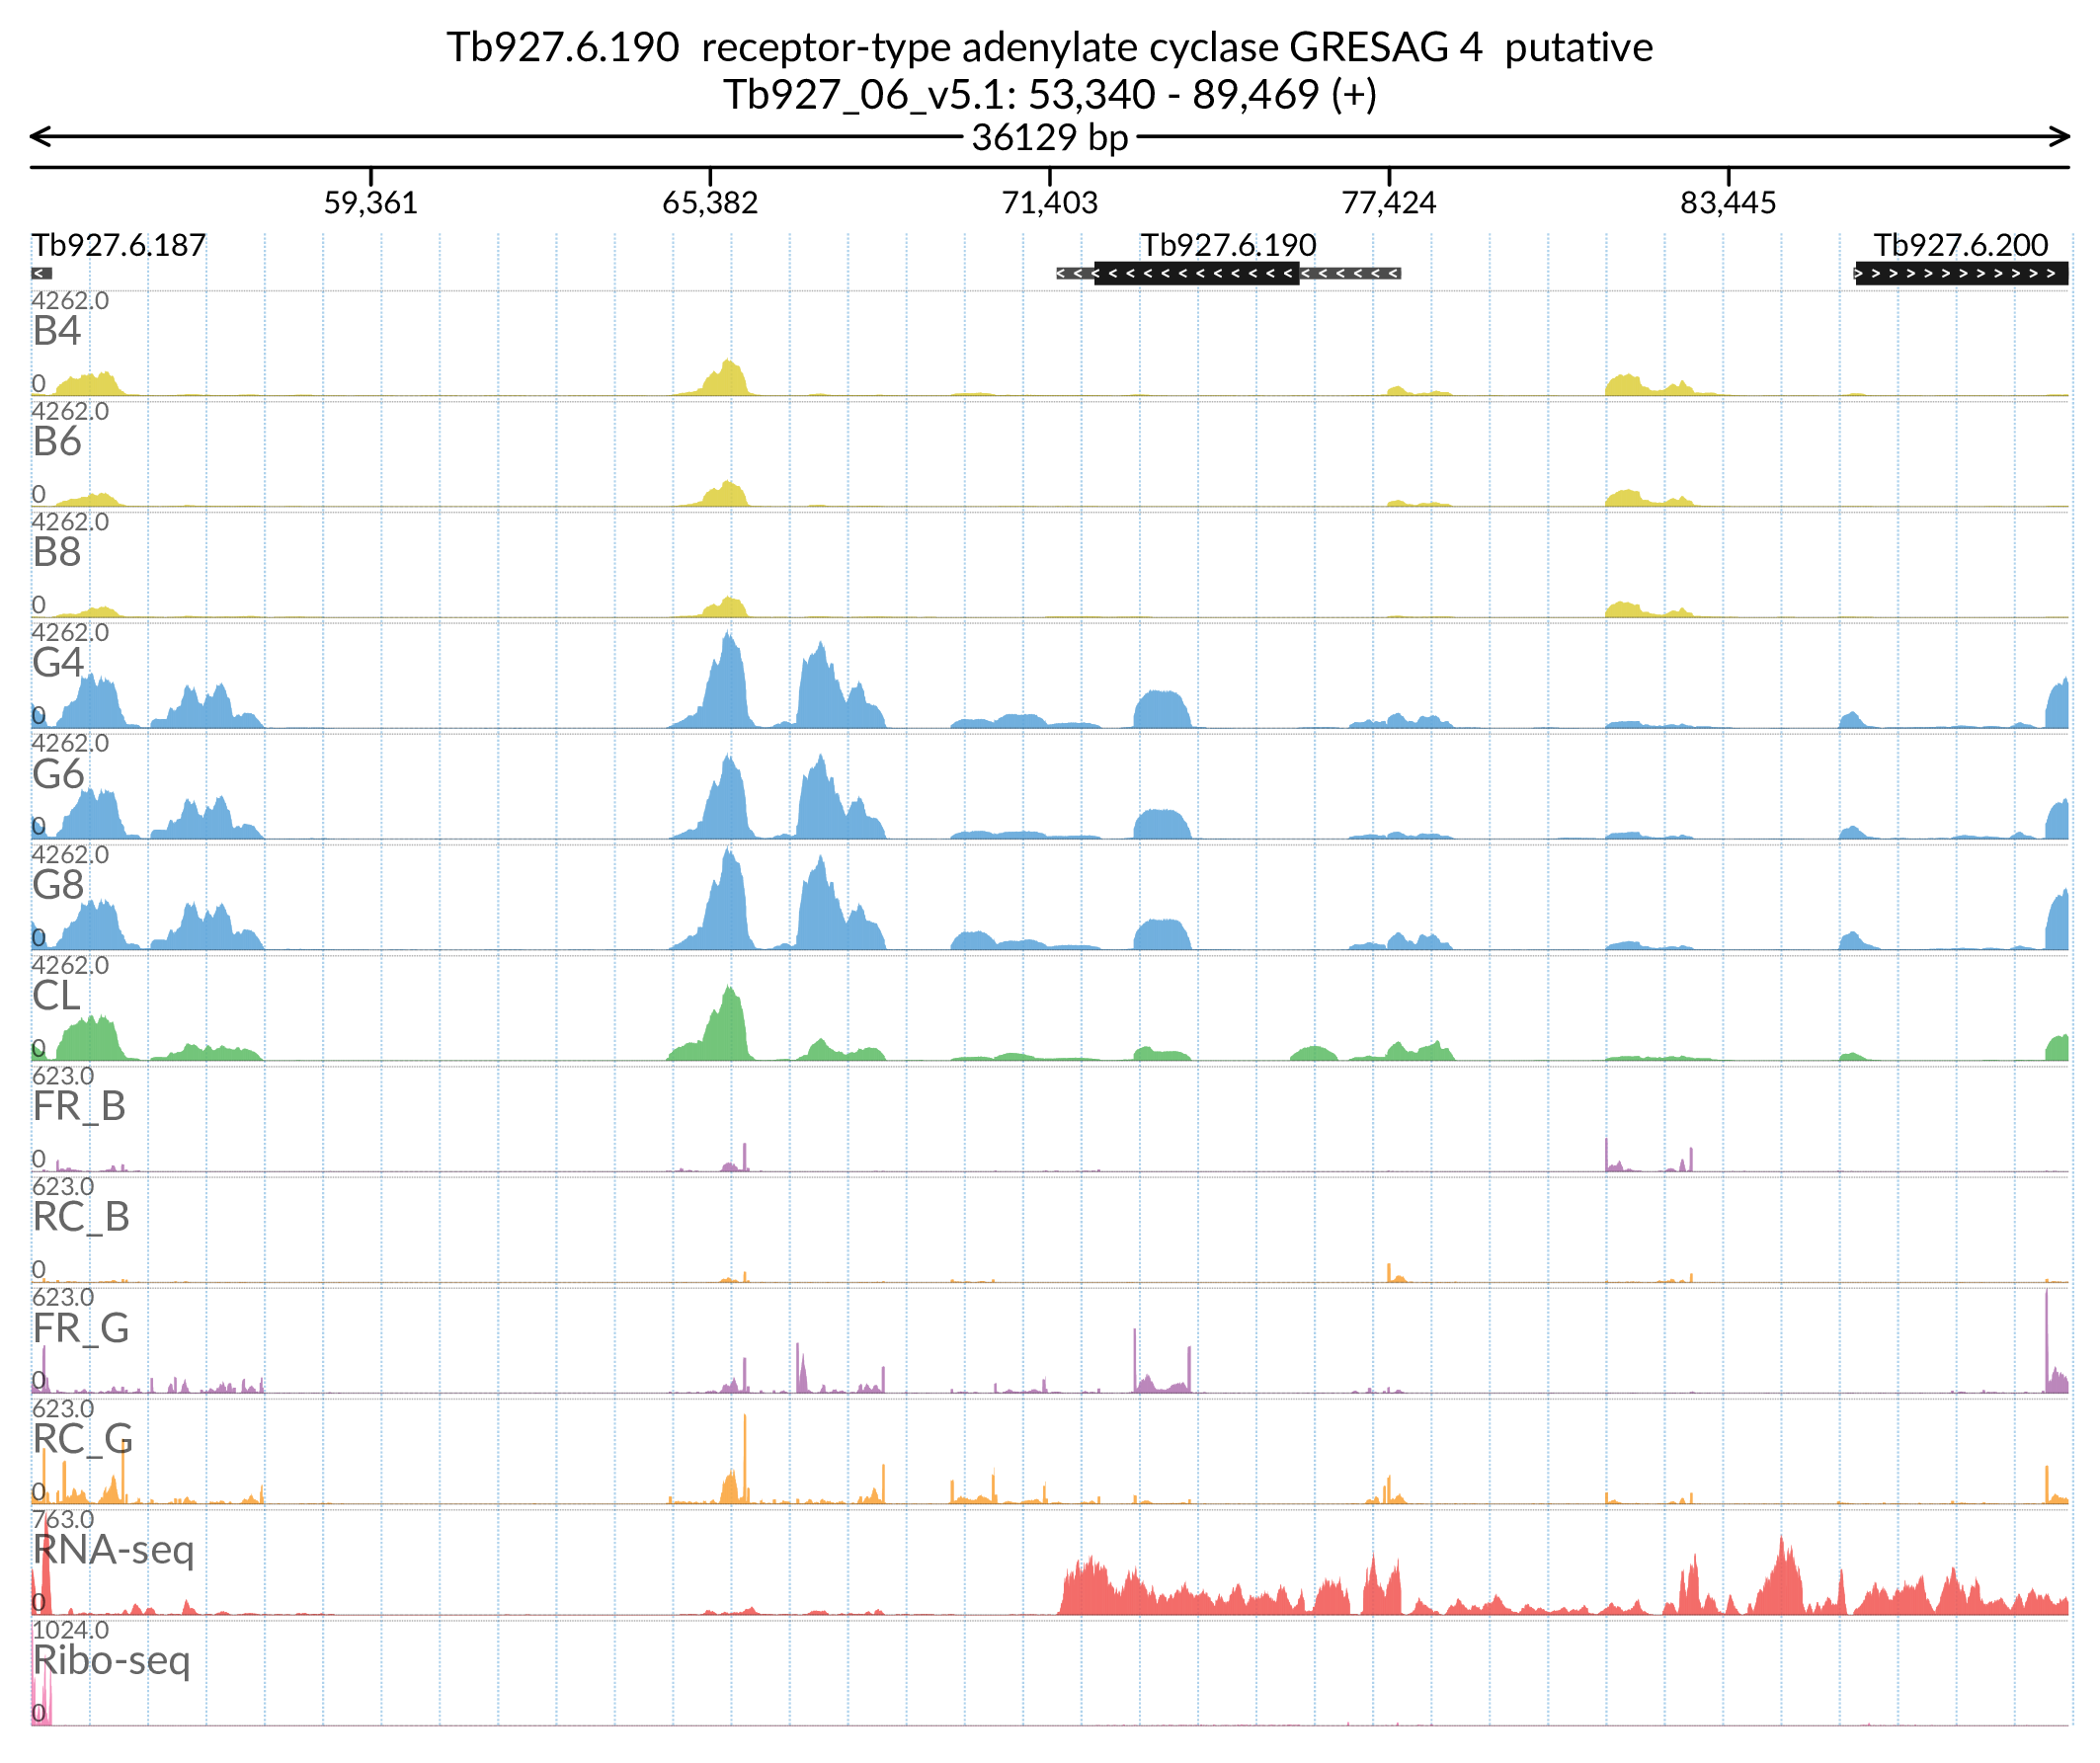 Tb927.6.190  receptor-type adenylate cyclase GRESAG 4  putative
Tb927_06_v5.1: 53,340 - 89,469 (+)
36129 bp
59,361 65,382 71,403 77,424 83,445
Tb927.6.187 Tb927.6.190 Tb927.6.200
4262.0
B4
0
4262.0
B6
0
4262.0
B8
0
4262.0
G4
0
4262.0
G6
0
4262.0
G8
0
4262.0
CL
0
623.0
FR_B
0
623.0
RC_B
0
623.0
FR_G
0
623.0
RC_G
0
763.0
RNA-seq
0
1024.0
Ribo-seq
0